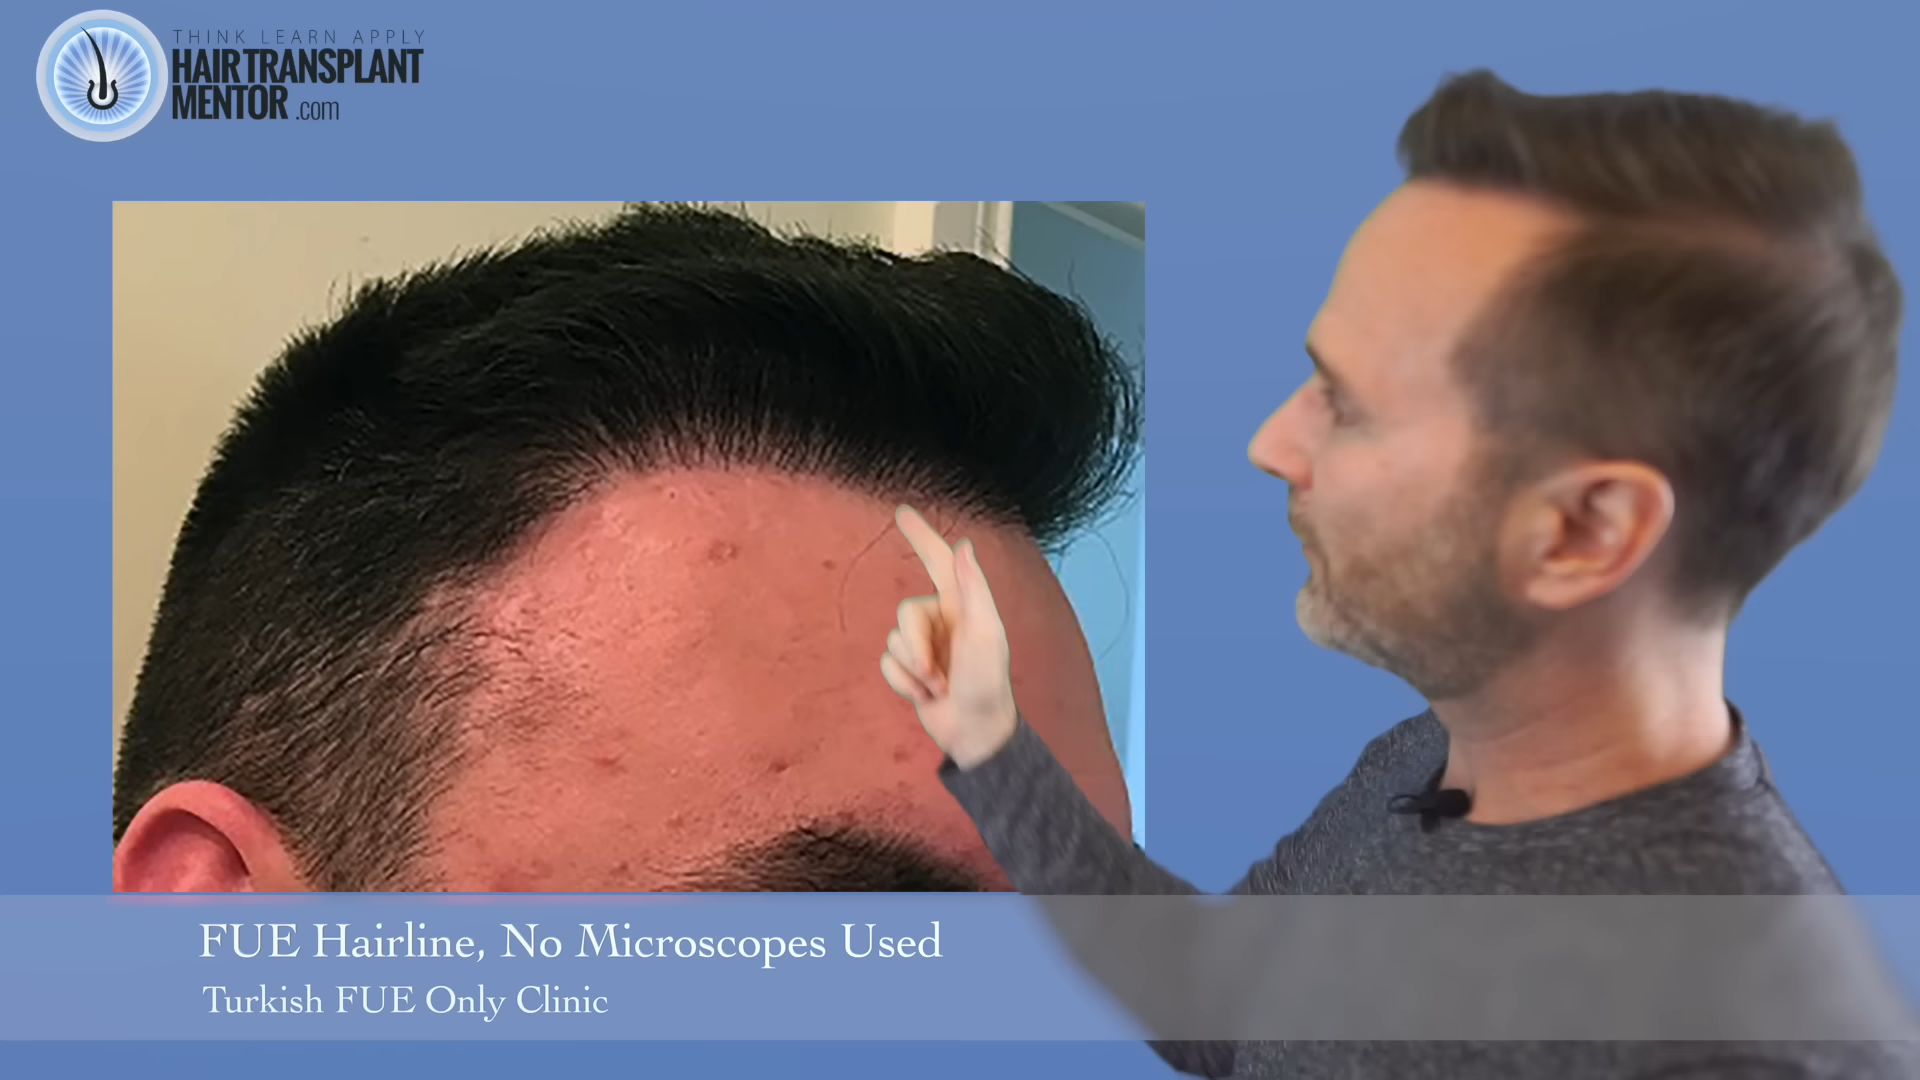 THINK LEARN APPLY
HAIRTRANSPLANT
MENTOR .com
FUE Hairline, No Microscopes Used
Turkish FUE Only Clinic